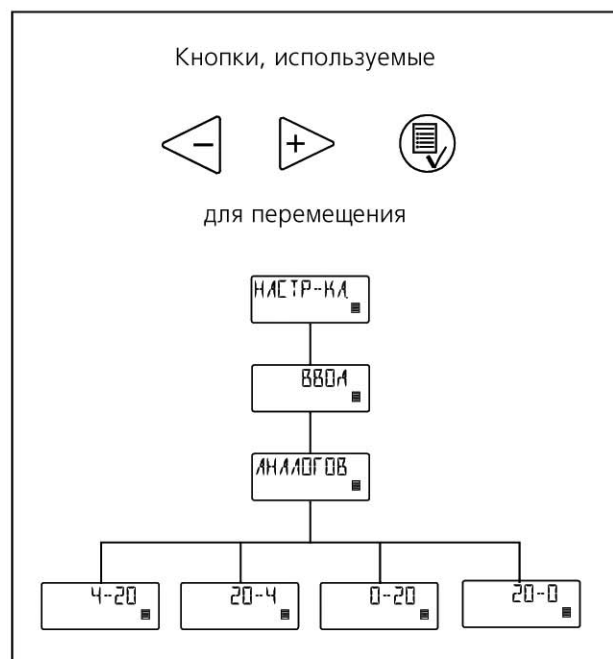 Кнопки, используемые
- +
для перемещения
НАСТР-КА
ВВОД
АНАЛОГОВ
4-20 20-4 0-20 20-0